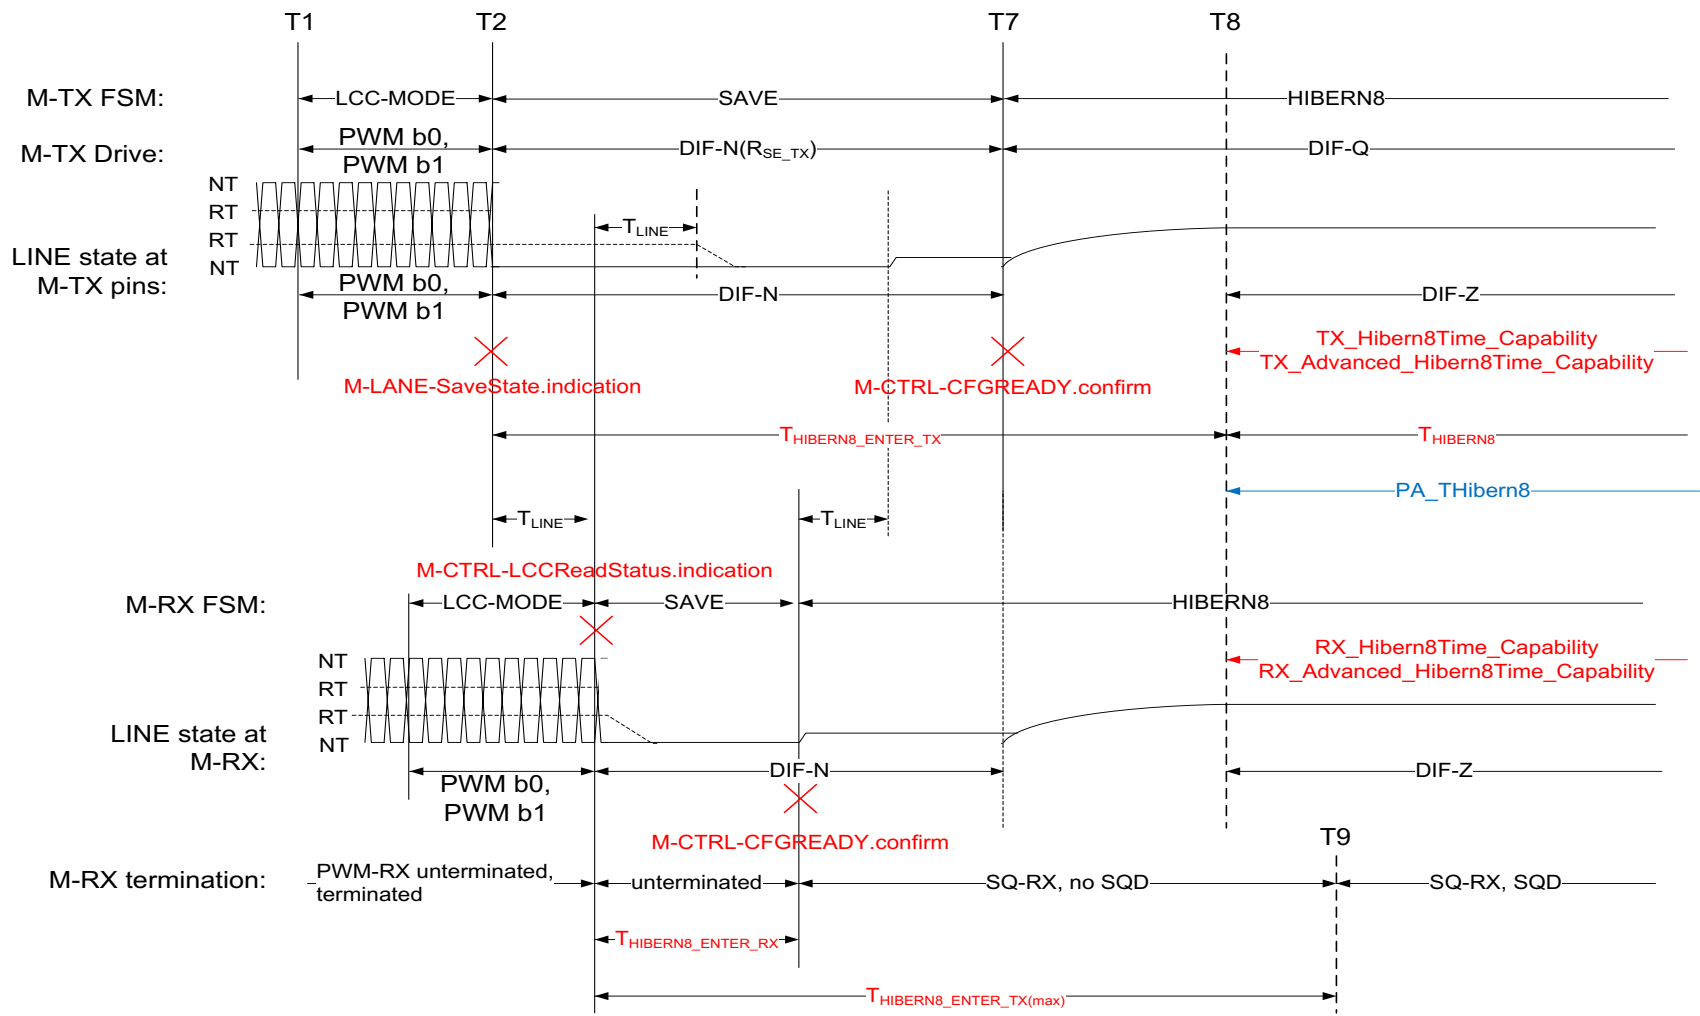 T1 T2 T7 T8
M-TX FSM: LCC-MODE SAVE HIBERN8
M-TX Drive: PWM b0, PWM b1 DIF-N(RSE_TX) DIF-Q
NT
RT
RT
NT
TLINE
LINE state at M-TX pins:
PWM b0, PWM b1 DIF-N DIF-Z
TX_Hibern8Time_Capability
TX_Advanced_Hibern8Time_Capability
M-LANE-SaveState.indication M-CTRL-CFGREADY.confirm
THIBERN8_ENTER_TX THIBERN8
PA_THibern8
TLINE TLINE
M-CTRL-LCCReadStatus.indication
M-RX FSM: LCC-MODE SAVE HIBERN8
RX_Hibern8Time_Capability
RX_Advanced_Hibern8Time_Capability
NT
RT
RT
NT
LINE state at M-RX:
PWM b0, PWM b1 DIF-N DIF-Z
M-CTRL-CFGREADY.confirm
T9
M-RX termination: PWM-RX unterminated, terminated unterminated SQ-RX, no SQD SQ-RX, SQD
THIBERN8_ENTER_RX
THIBERN8_ENTER_TX(max)